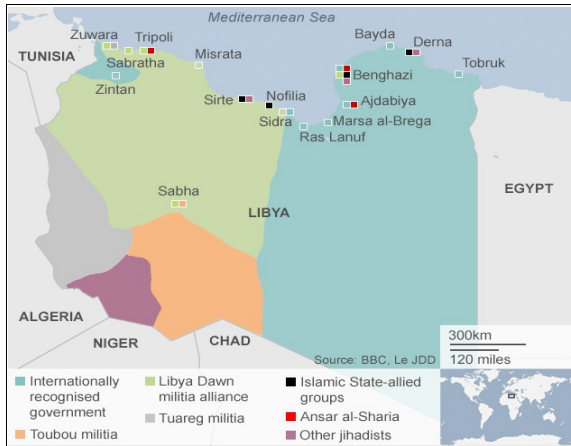 Mediterranean Sea
Zuwara
Tripoli
Bayda
Derna
TUNISIA
Sabratha
Misrata
Tobruk
Zintan
Benghazi
Nofilia
Sirte
Ajdabiya
Sidra
Marsa al-Brega
Ras Lanuf
Sabha
LIBYA
EGYPT
ALGERIA
NIGER
CHAD
300km
120 miles
Source: BBC, Le JDD
Internationally
recognised
government
Toubou militia
Libya Dawn
militia alliance
Tuareg militia
Islamic State-allied
groups
Ansar al-Sharia
Other jihadists